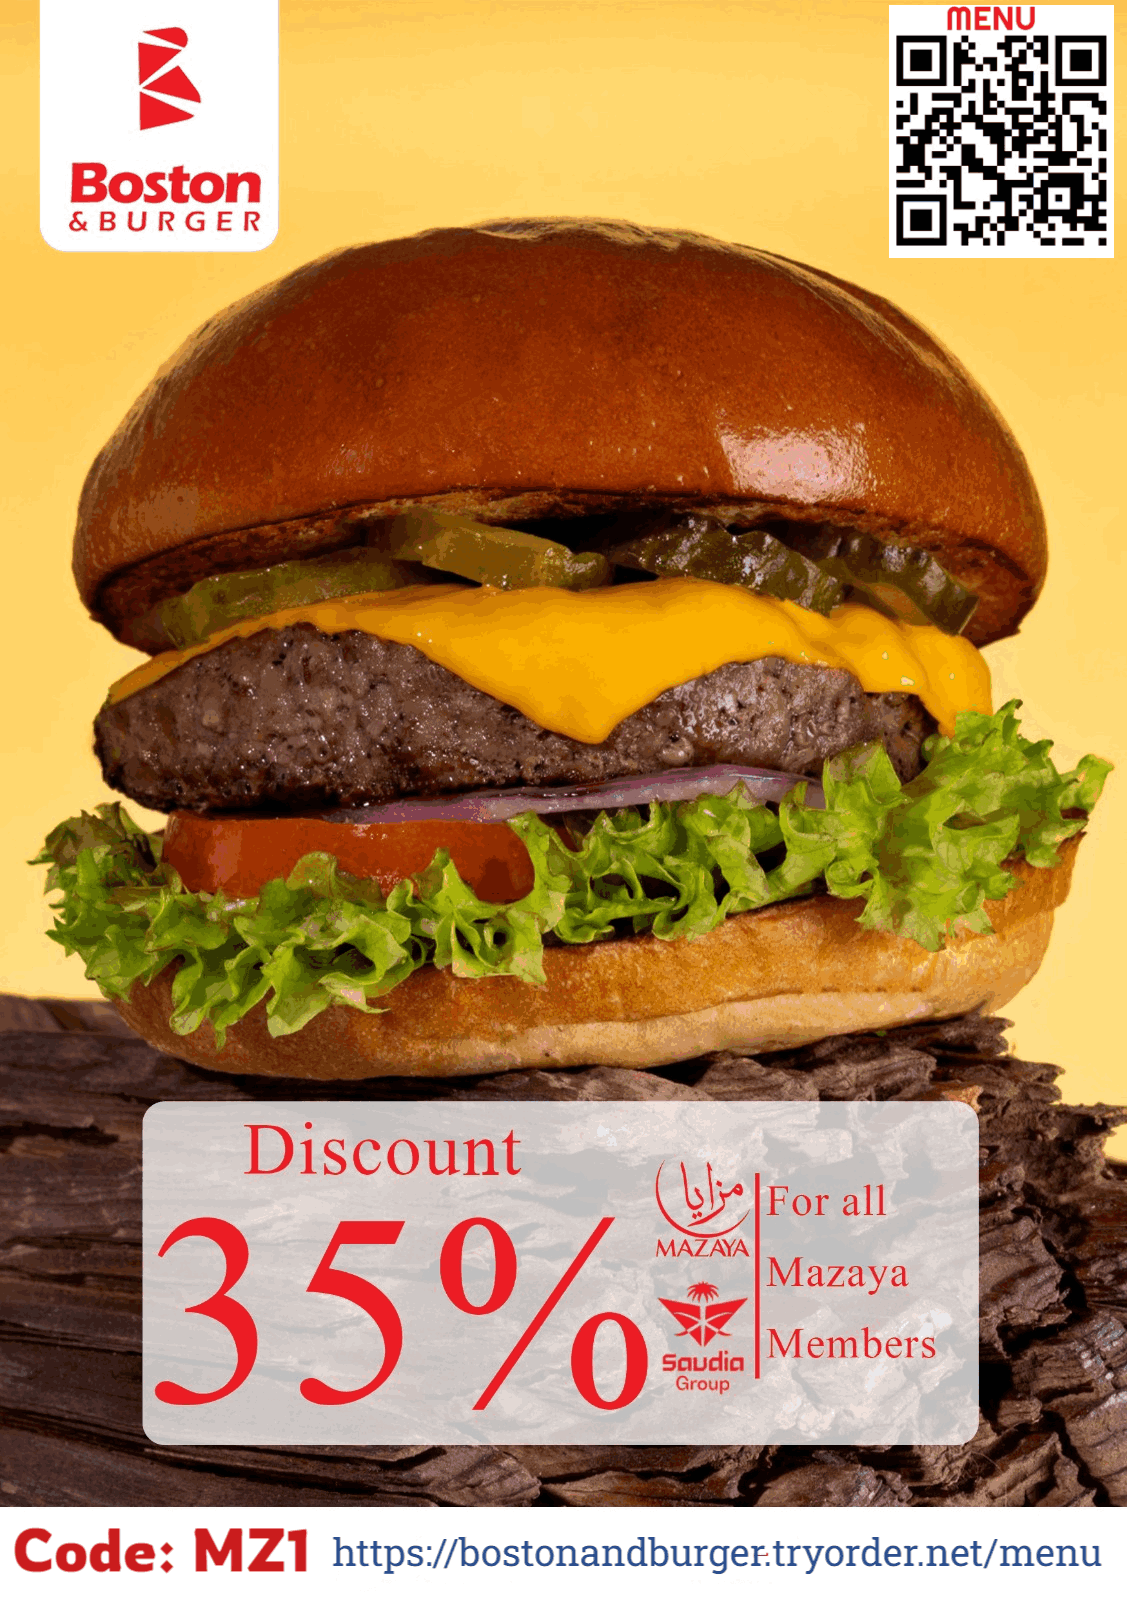 Boston
& BURGER
MENU
Discount
35%
مزايا
MAZAYA
Saudia
Group
For all
Mazaya
Members
Code: MZ1
https://bostonandburger.tryorder.net/menu